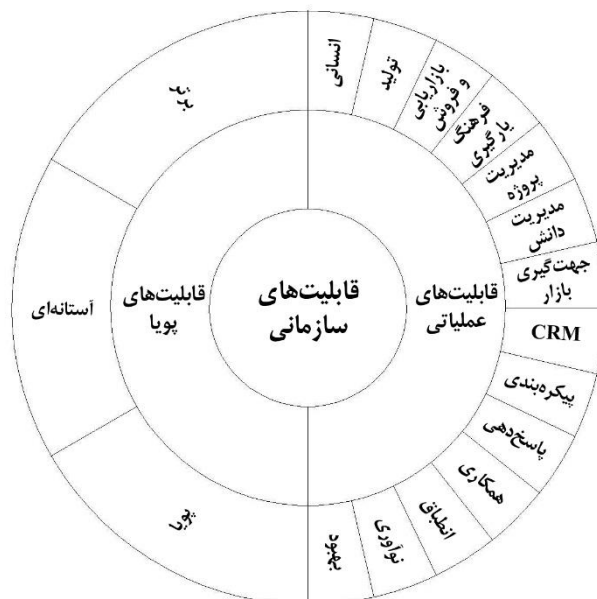 قابلیت‌های
سازمانی
قابلیت‌های
عملیاتی
قابلیت‌های
پویا
انسانی
تولید
بازاریابی
و فروش
فرهنگ
یارگیری
مدیریت
پروژه
مدیریت
دانش
جهت‌گیری
بازار
CRM
پیکره‌بندی
پاسخ‌دهی
همکاری
انطباق
نوآوری
بهبود
پویا
آستانه‌ای
برتر